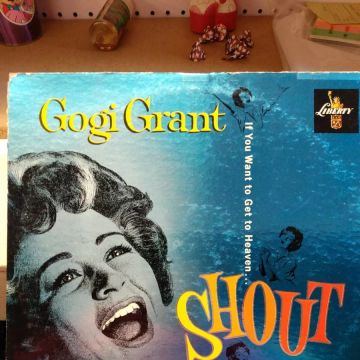 Gogi Grant
LIBERTY
If You Want to Get to Heaven...
SHOUT